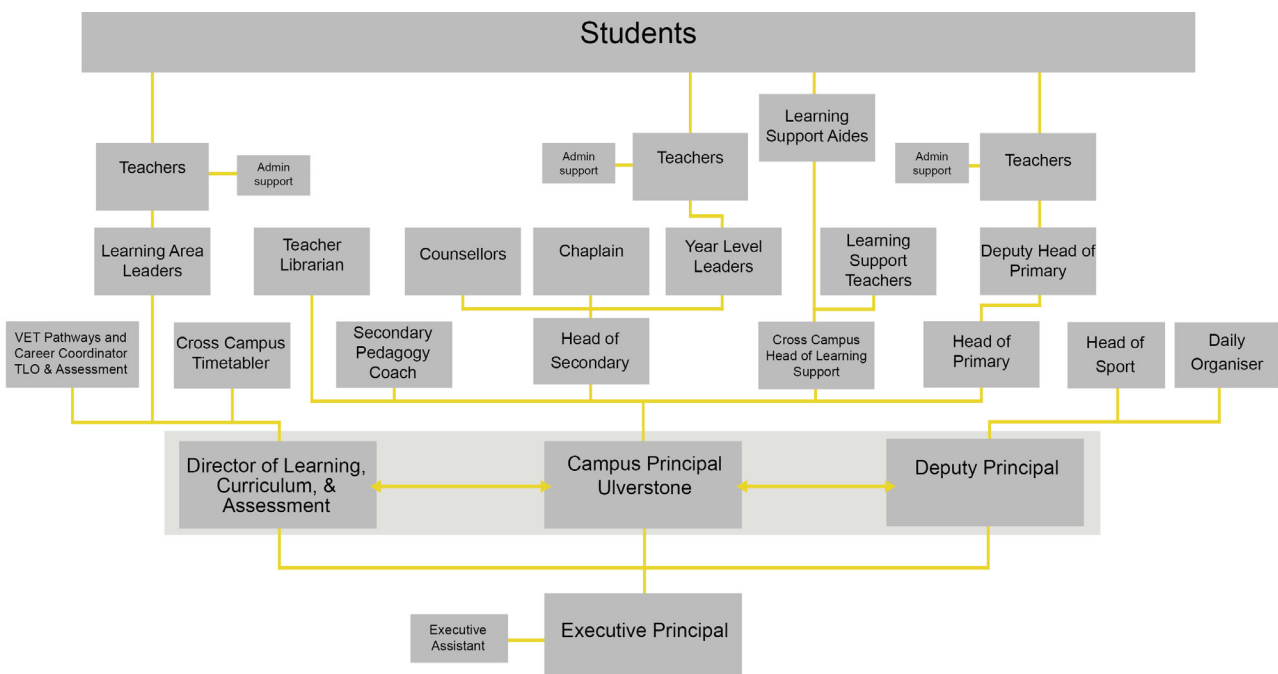 Students
Learning
Support Aides
Teachers
Admin
support
Admin
support
Teachers
Admin
support
Teachers
Learning Area
Leaders
Teacher
Librarian
Counsellors
Chaplain
Year Level
Leaders
Learning
Support
Teachers
Deputy Head of
Primary
VET Pathways and
Career Coordinator
TLO & Assessment
Cross Campus
Timetabler
Secondary
Pedagogy
Coach
Head of
Secondary
Cross Campus
Head of Learning
Support
Head of
Primary
Head of
Sport
Daily
Organiser
Director of Learning,
Curriculum, &
Assessment
Campus Principal
Ulverstone
Deputy Principal
Executive
Assistant
Executive Principal